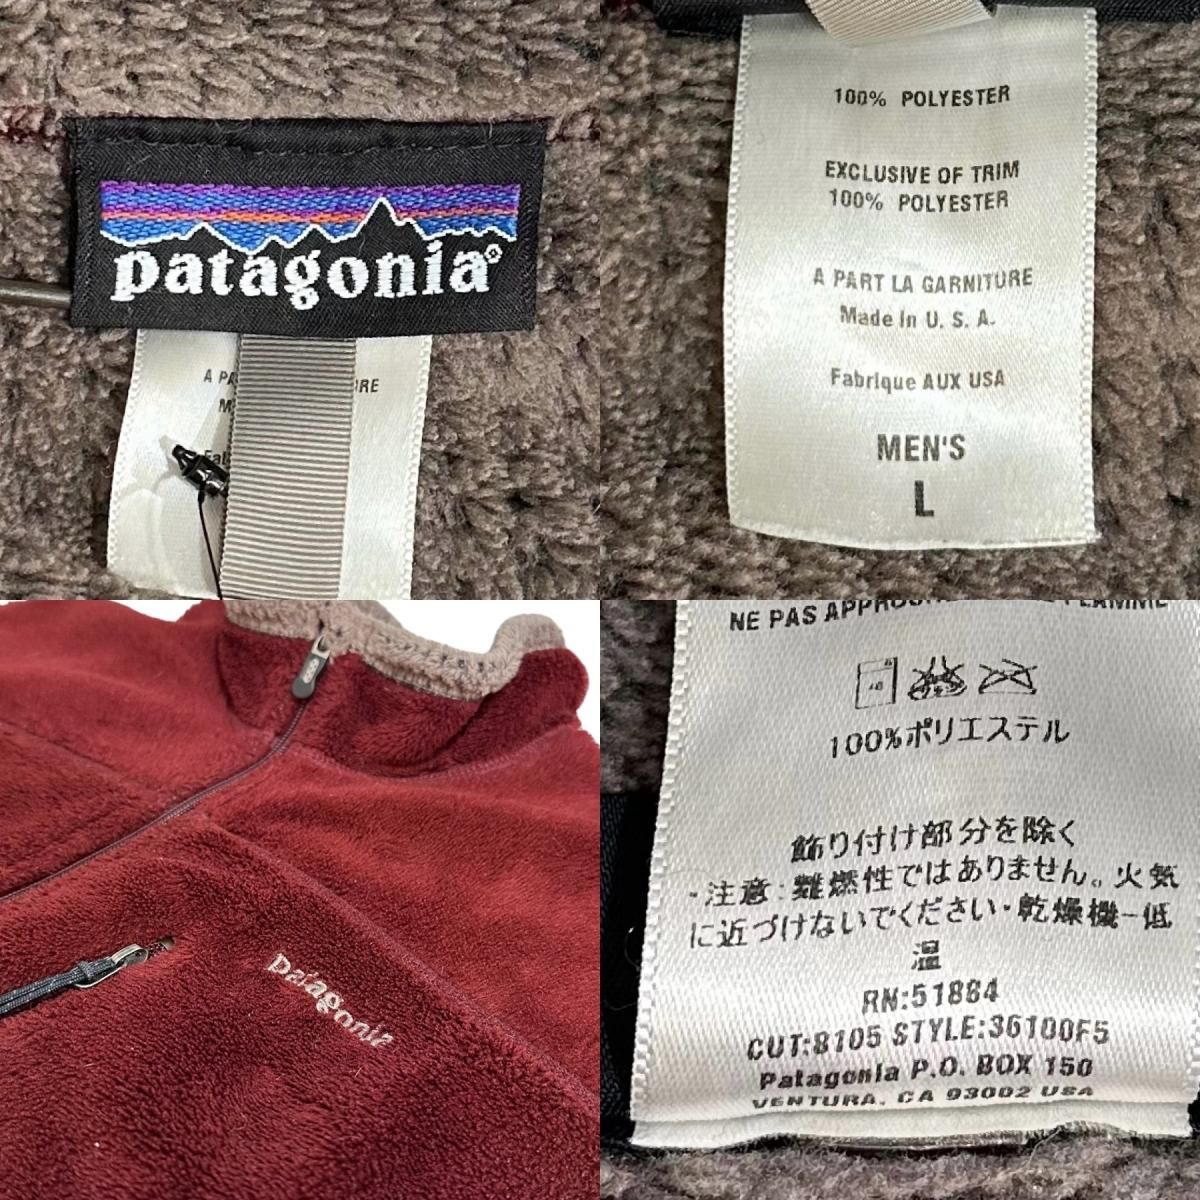 patagonia®
A PA RE
M
Fab
100% POLYESTER
EXCLUSIVE OF TRIM
100% POLYESTER
A PART LA GARNITURE
Made in U. S. A.
Fabrique AUX USA
MEN'S
L
patagonia
NE PAS
100%ポリエステル
飾り付け部分を除く
・注意:難燃性ではありません。火気
に近づけないでください・乾燥機−低
温
RN:51884
CUT:8105 STYLE:36100F5
Patagonia P.O. BOX 150
VENTURA, CA 93002 USA